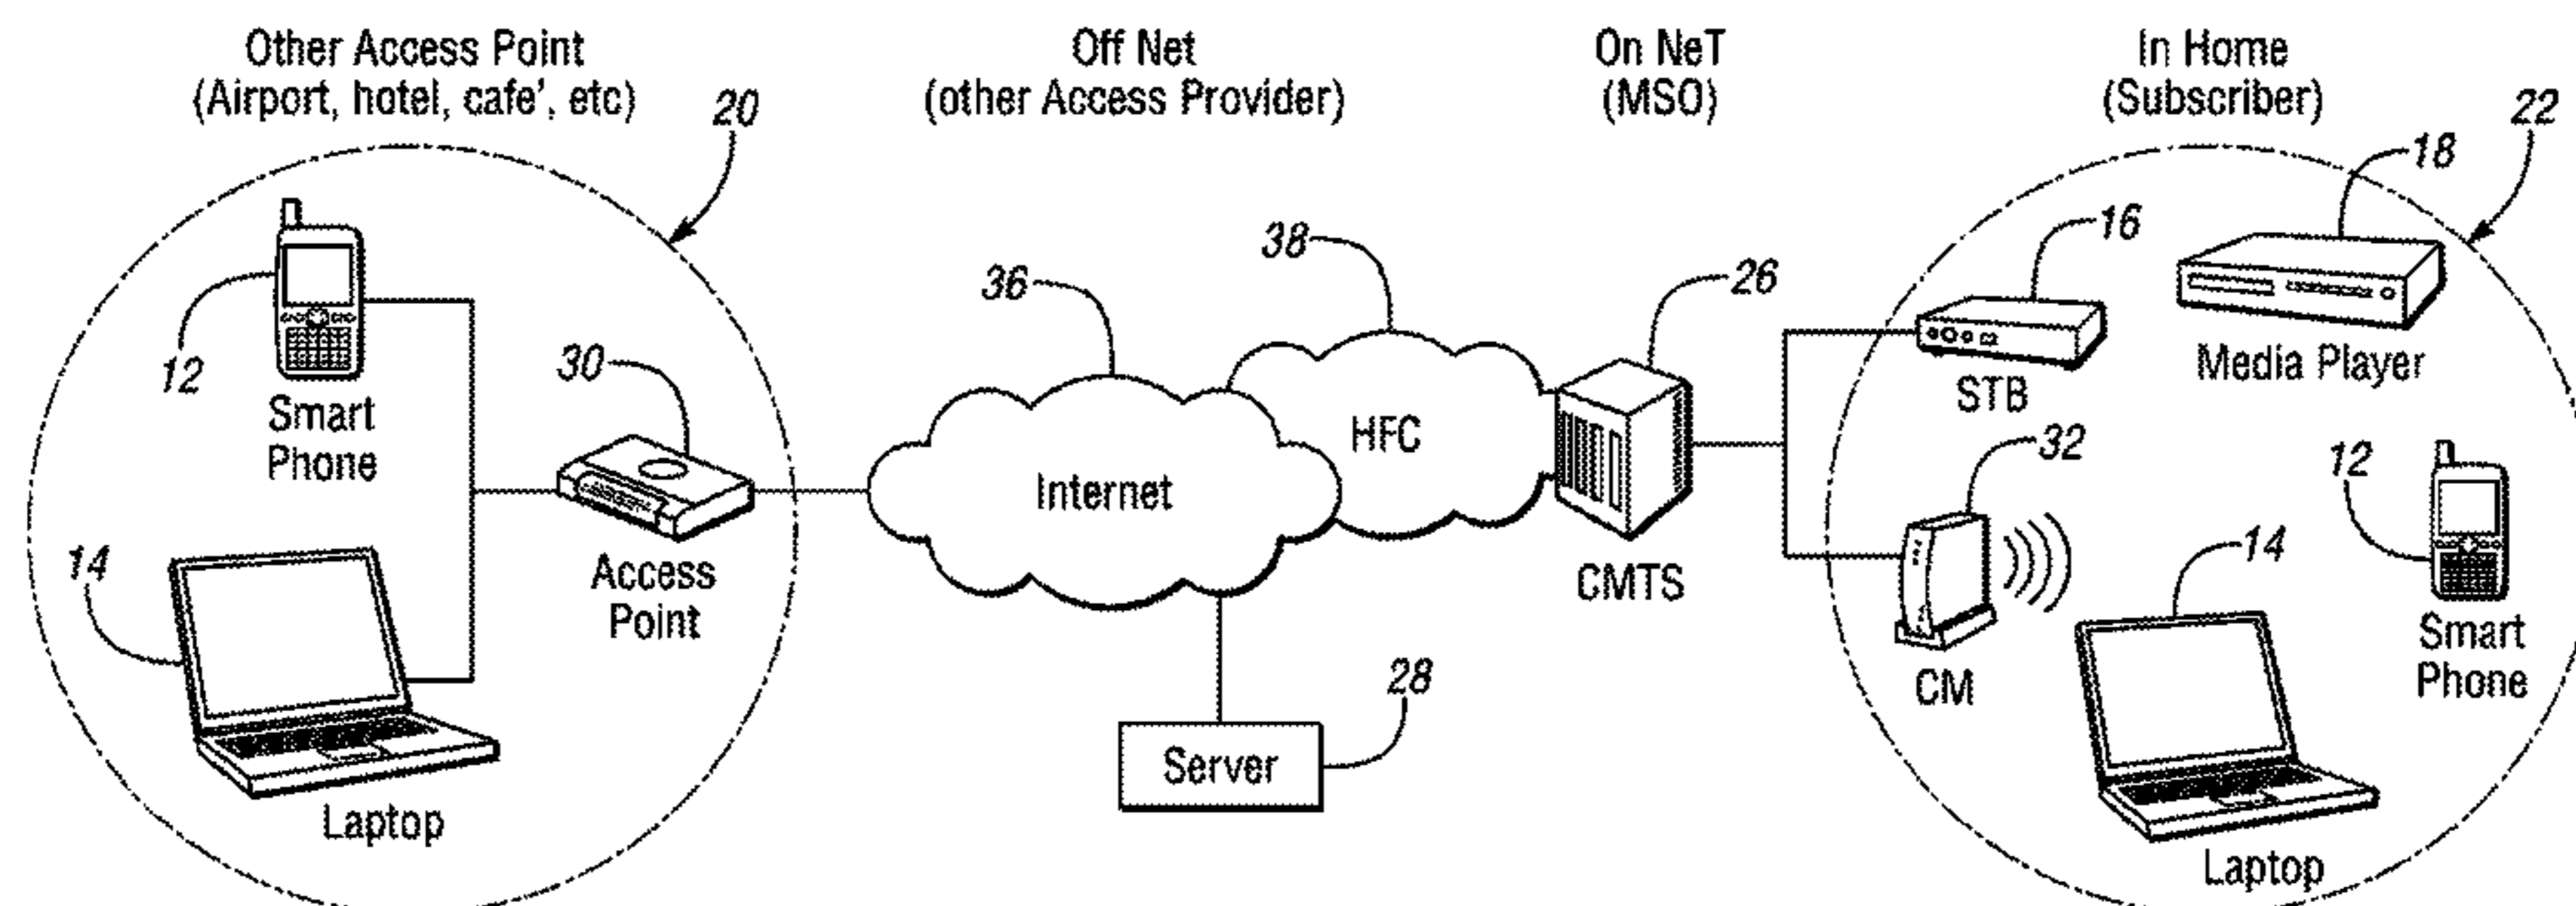 Other Access Point
(Airport, hotel, cafe', etc)
Off Net
(other Access Provider)
On NeT
(MSO)
In Home
(Subscriber)
20
22
18
16
38
36
26
12
Smart
Phone
30
Media Player
STB
HFC
Internet
32
12
14
Access
Point
CMTS
14
Smart
Phone
CM
28
Server
Laptop
Laptop